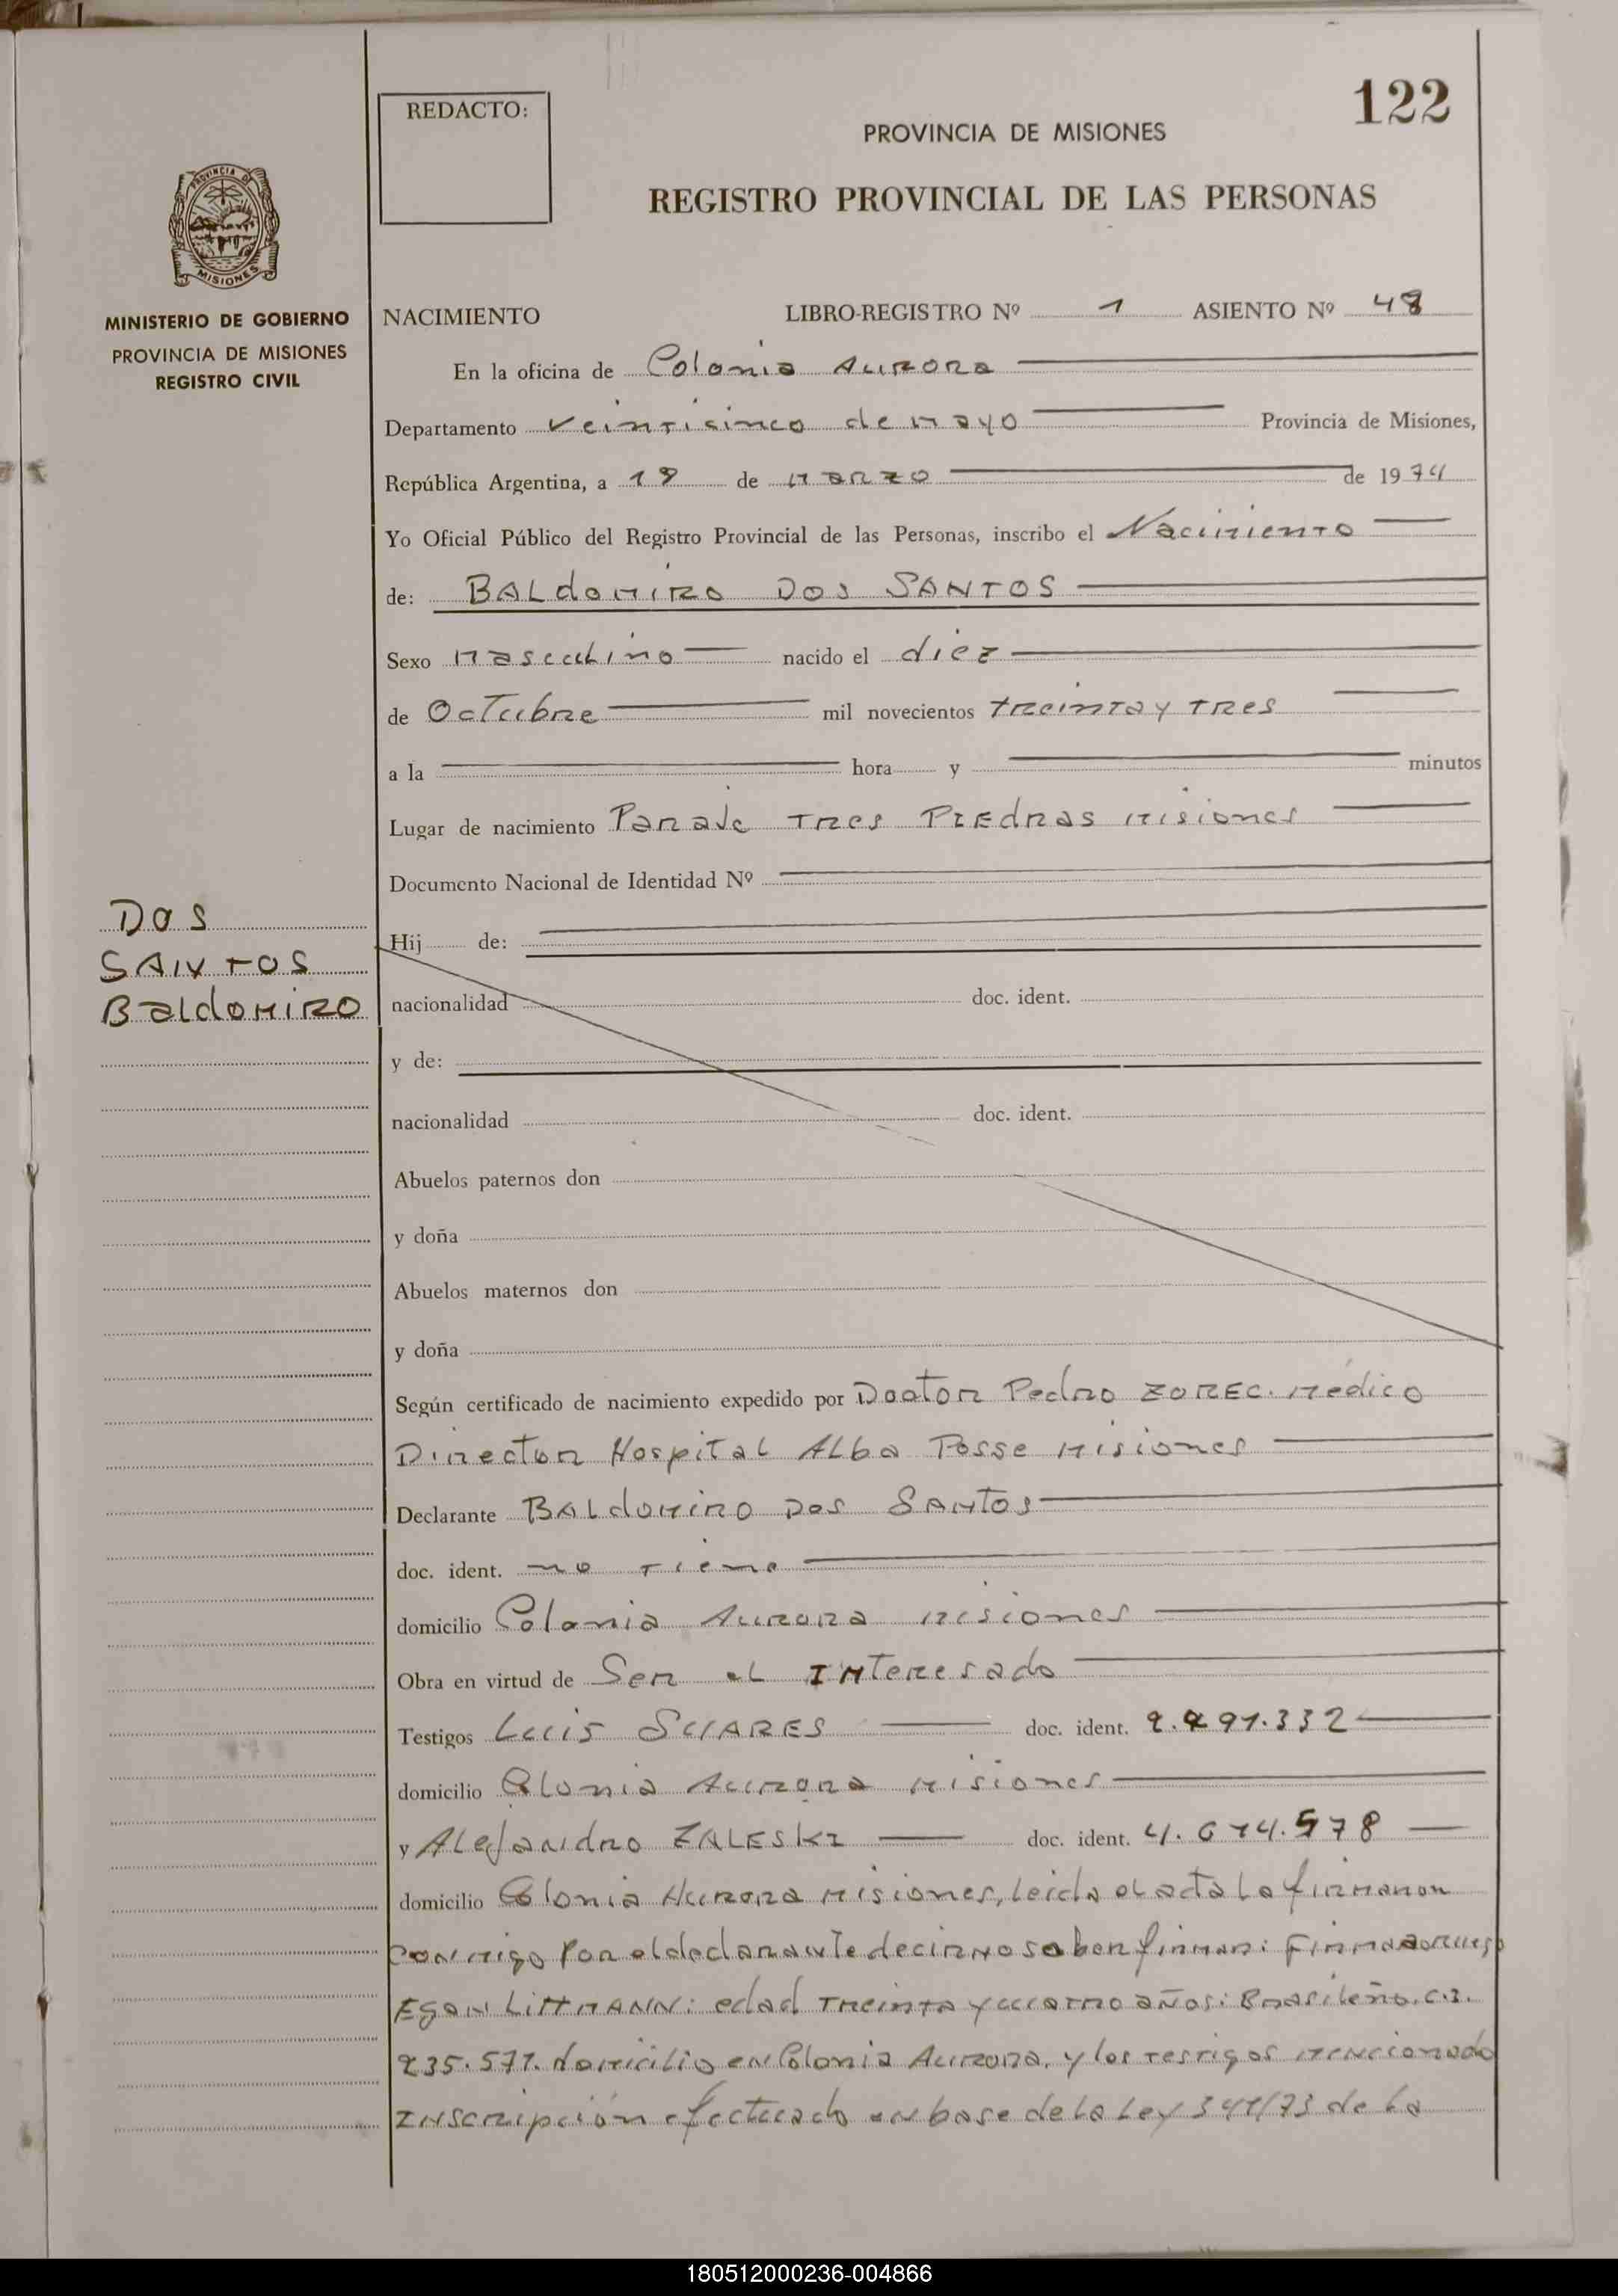 122
REDACTO:
PROVINCIA DE MISIONES
REGISTRO PROVINCIAL DE LAS PERSONAS
PROVINCIA DE
MISIONES
MINISTERIO DE GOBIERNO
PROVINCIA DE MISIONES
REGISTRO CIVIL
NACIMIENTO LIBRO-REGISTRO Nº 1 ASIENTO Nº 48
En la oficina de Colonia Aurora
Departamento Veintisinco de mayo Provincia de Misiones,
República Argentina, a 18 de marzo de 1974
Yo Oficial Público del Registro Provincial de las Personas, inscribo el Nacimiento
de: BALdoMIRO DOS SANTOS
Sexo masculino nacido el diez
de Octubre mil novecientos treinta y tres
a la hora y minutos
Lugar de nacimiento Paraje Tres PIEdras misiones
Documento Nacional de Identidad Nº
DOS
SANTOS
BaldoMIRO
Hij de:
nacionalidad doc. ident.
y de:
nacionalidad doc. ident.
Abuelos paternos don
y doña
Abuelos maternos don
y doña
Según certificado de nacimiento expedido por Doctor Pedro ZOREC. Médico
Director Hospital Alba Posse Misiones
Declarante BALdoMIRO Dos SANTOS
doc. ident. no tiene
domicilio Colonia Aurora misiones
Obra en virtud de Ser el INTeresado
Testigos Luis SUARES doc. ident.
domicilio Colonia Aurora Misiones
y Alejandro ZALESKI doc. ident. 4.674.578
domicilio Colonia Aurora Misiones, leida el acta la firmaron
conmigo por el declarante decir no saber firmar: Firma a ruego
Egon LITTMANN: edad Treinta y cuatro años: Brasileño. C.I.
235.571. domicilio en Colonia Aurora, y los testigos mencionado
INscripción efectuado en base de la Ley 341/73 de la
180512000236-004866